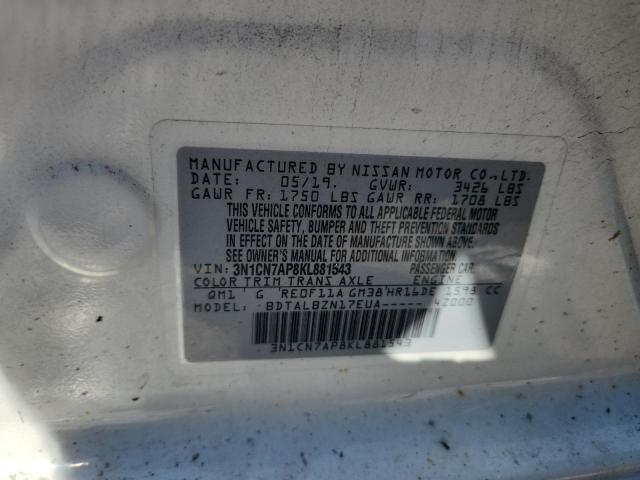 MANUFACTURED BY NISSAN MOTOR CO.,LTD.
DATE: 05/19. GVWR: 3426 LBS
GAWR FR: 1750 LBS GAWR RR: 1708 LBS
THIS VEHICLE CONFORMS TO ALL APPLICABLE FEDERAL MOTOR
VEHICLE SAFETY, BUMPER AND THEFT PREVENTION STANDARDS
IN EFFECT ON THE DATE OF MANUFACTURE SHOWN ABOVE.
SEE OWNER'S MANUAL FOR ADDITIONAL INFORMATION
VIN: 3N1CN7AP8KL881543 PASSENGER CAR.
COLOR TRIM TRANS AXLE ENGINE
QM1 G RE0F11A GM38 HR16DE 1598 CC
MODEL: BDTALBZN17EUA----- 42000
3N1CN7AP8KL881543